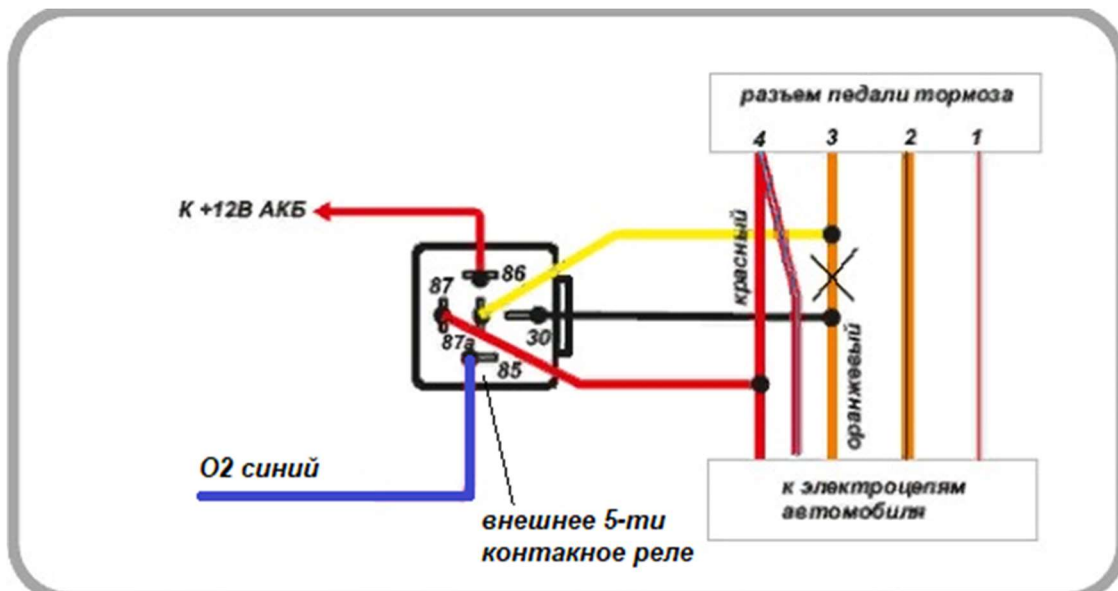 разъем педали тормоза
4 3 2 1
К +12В АКБ
красный
86
87
30
87а
85
оранжевый
О2 синий
внешнее 5-ти
контакное реле
к электроцепям
автомобиля